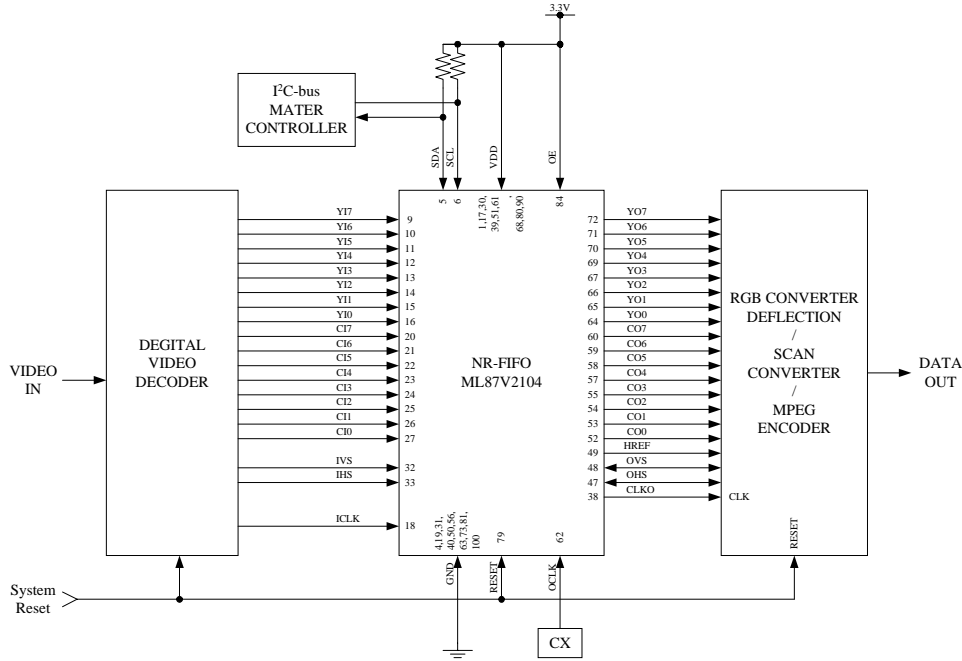 3.3V
I²C-bus
MATER
CONTROLLER
SDA
SCL
VDD
OE
5
6
1,17,30,
39,51,61,
68,80,90
84
DEGITAL
VIDEO
DECODER
VIDEO
IN
YI7
YI6
YI5
YI4
YI3
YI2
YI1
YI0
CI7
CI6
CI5
CI4
CI3
CI2
CI1
CI0
IVS
IHS
ICLK
9
10
11
12
13
14
15
16
20
21
22
23
24
25
26
27
32
33
18
NR-FIFO
ML87V2104
72
71
70
69
67
66
65
64
60
59
58
57
55
54
53
52
49
48
47
38
YO7
YO6
YO5
YO4
YO3
YO2
YO1
YO0
CO7
CO6
CO5
CO4
CO3
CO2
CO1
CO0
HREF
OVS
OHS
CLKO
RGB CONVERTER
DEFLECTION
/
SCAN
CONVERTER
/
MPEG
ENCODER
CLK
RESET
DATA
OUT
4,19,31,
40,50,56,
63,73,81,
100
79
62
GND
RESET
OCLK
System
Reset
CX